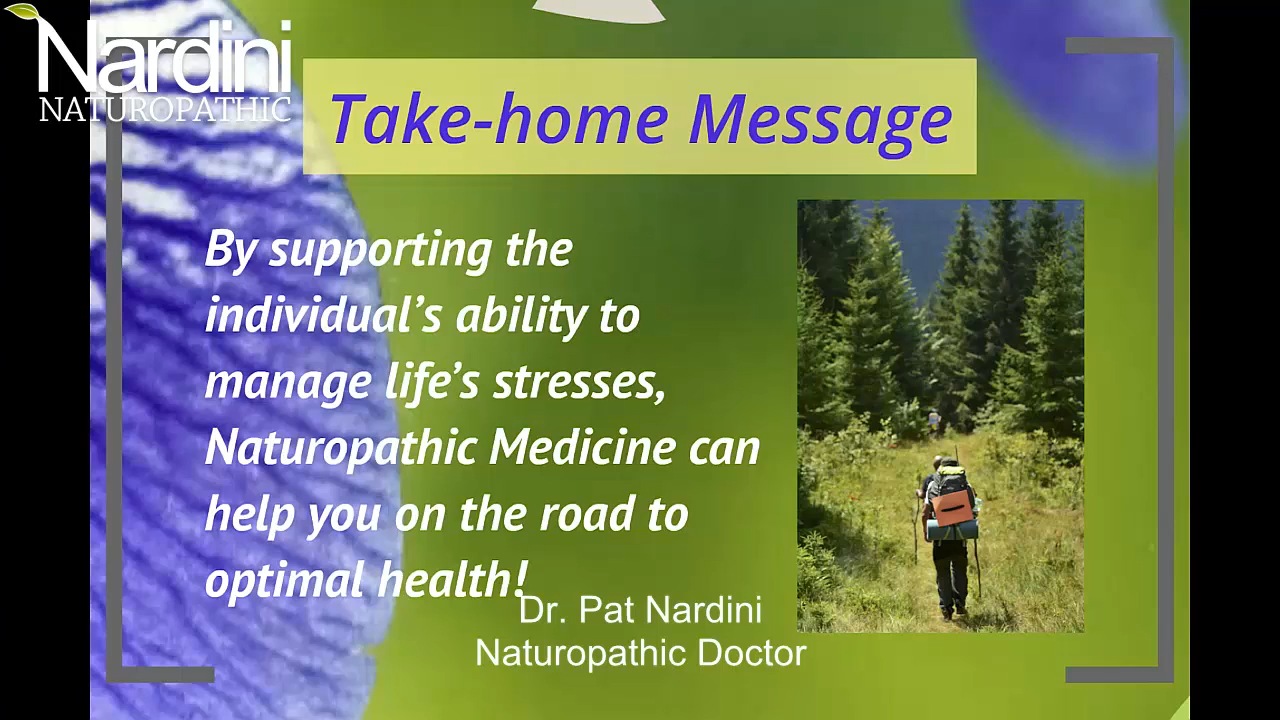 Nardini
NATUROPATHIC
Take-home Message
By supporting the
individual’s ability to
manage life’s stresses,
Naturopathic Medicine can
help you on the road to
optimal health!
Dr. Pat Nardini
Naturopathic Doctor